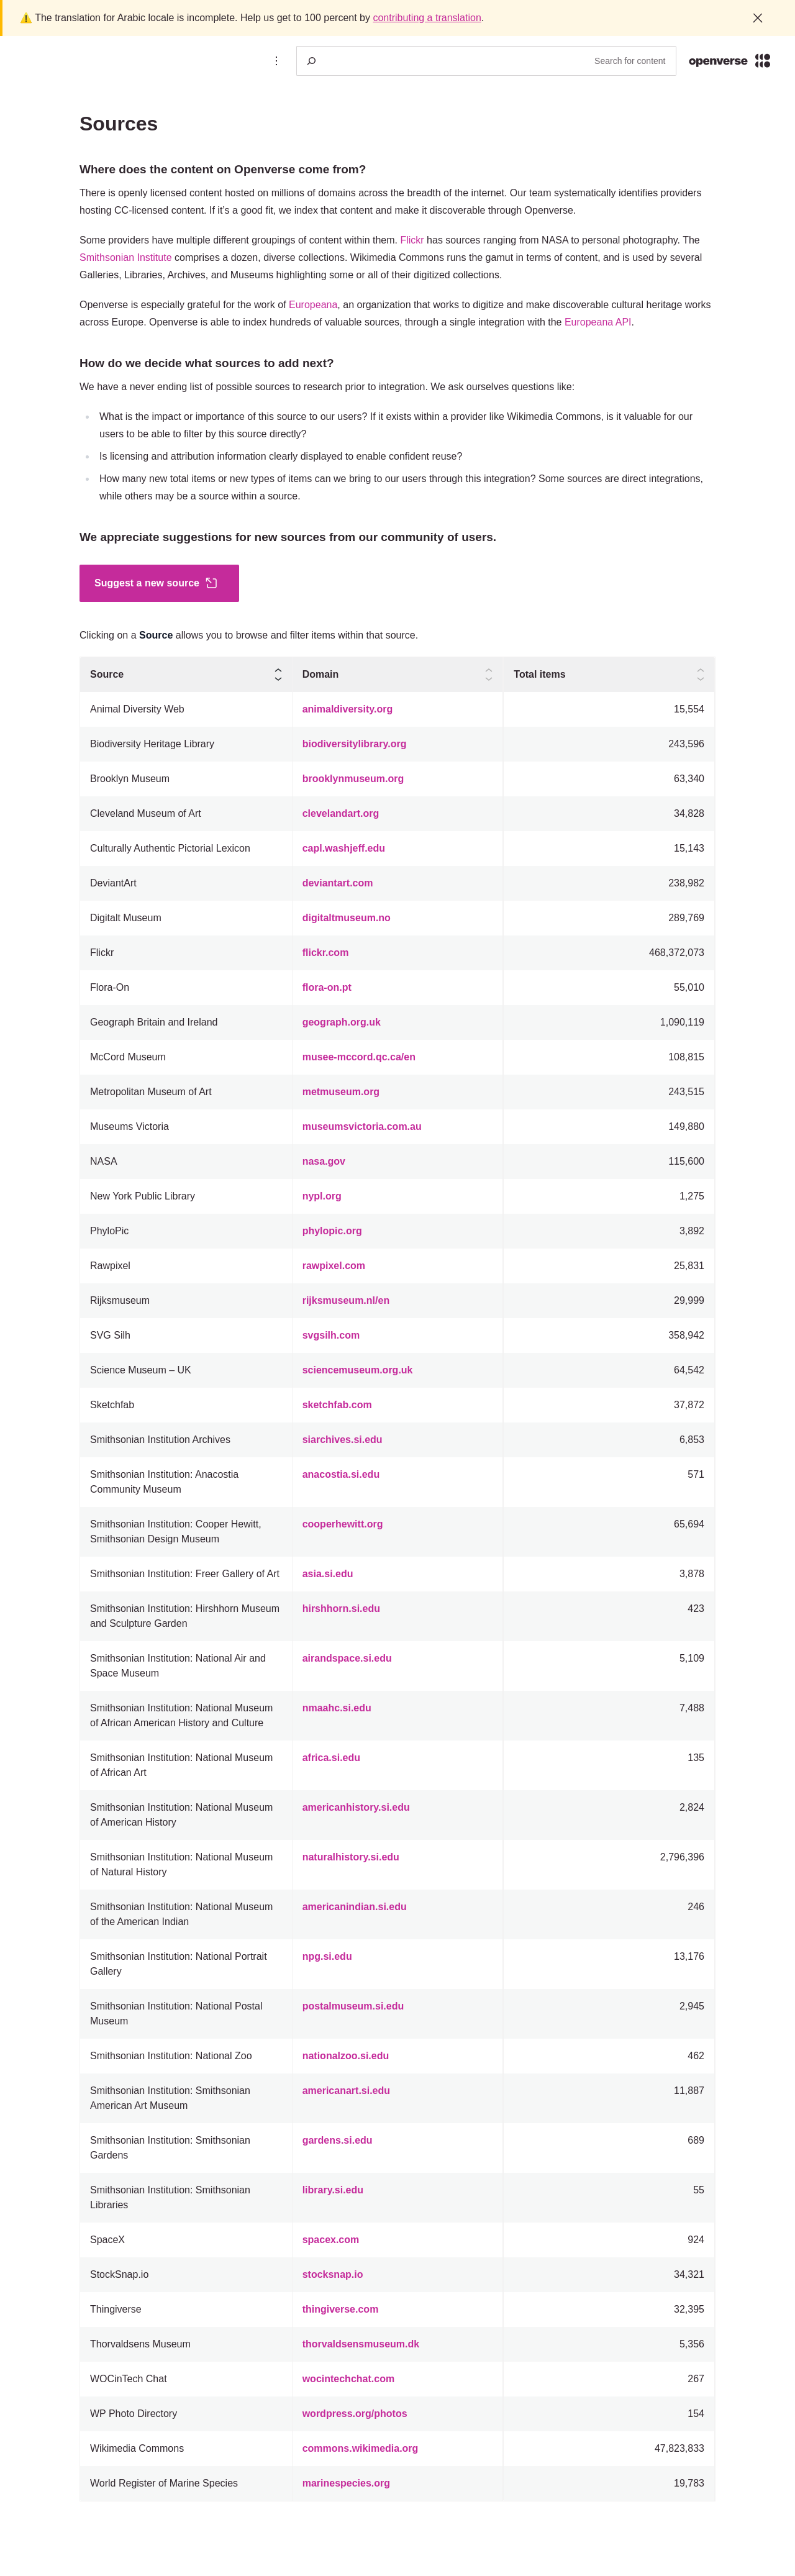 ⚠️ The translation for Arabic locale is incomplete. Help us get to 100 percent by contributing a translation.
Search for content
openverse
Sources
Where does the content on Openverse come from?
There is openly licensed content hosted on millions of domains across the breadth of the internet. Our team systematically identifies providers
hosting CC-licensed content. If it's a good fit, we index that content and make it discoverable through Openverse.
Some providers have multiple different groupings of content within them. Flickr has sources ranging from NASA to personal photography. The
Smithsonian Institute comprises a dozen, diverse collections. Wikimedia Commons runs the gamut in terms of content, and is used by several
Galleries, Libraries, Archives, and Museums highlighting some or all of their digitized collections.
Openverse is especially grateful for the work of Europeana, an organization that works to digitize and make discoverable cultural heritage works
across Europe. Openverse is able to index hundreds of valuable sources, through a single integration with the Europeana API.
How do we decide what sources to add next?
We have a never ending list of possible sources to research prior to integration. We ask ourselves questions like:
What is the impact or importance of this source to our users? If it exists within a provider like Wikimedia Commons, is it valuable for our
users to be able to filter by this source directly?
Is licensing and attribution information clearly displayed to enable confident reuse?
How many new total items or new types of items can we bring to our users through this integration? Some sources are direct integrations,
while others may be a source within a source.
We appreciate suggestions for new sources from our community of users.
Suggest a new source
Clicking on a Source allows you to browse and filter items within that source.
Source Domain Total items
Animal Diversity Web animaldiversity.org 15,554
Biodiversity Heritage Library biodiversitylibrary.org 243,596
Brooklyn Museum brooklynmuseum.org 63,340
Cleveland Museum of Art clevelandart.org 34,828
Culturally Authentic Pictorial Lexicon capl.washjeff.edu 15,143
DeviantArt deviantart.com 238,982
Digitalt Museum digitaltmuseum.no 289,769
Flickr flickr.com 468,372,073
Flora-On flora-on.pt 55,010
Geograph Britain and Ireland geograph.org.uk 1,090,119
McCord Museum musee-mccord.qc.ca/en 108,815
Metropolitan Museum of Art metmuseum.org 243,515
Museums Victoria museumsvictoria.com.au 149,880
NASA nasa.gov 115,600
New York Public Library nypl.org 1,275
PhyloPic phylopic.org 3,892
Rawpixel rawpixel.com 25,831
Rijksmuseum rijksmuseum.nl/en 29,999
SVG Silh svgsilh.com 358,942
Science Museum – UK sciencemuseum.org.uk 64,542
Sketchfab sketchfab.com 37,872
Smithsonian Institution Archives siarchives.si.edu 6,853
Smithsonian Institution: Anacostia anacostia.si.edu 571
Community Museum
Smithsonian Institution: Cooper Hewitt, cooperhewitt.org 65,694
Smithsonian Design Museum
Smithsonian Institution: Freer Gallery of Art asia.si.edu 3,878
Smithsonian Institution: Hirshhorn Museum hirshhorn.si.edu 423
and Sculpture Garden
Smithsonian Institution: National Air and airandspace.si.edu 5,109
Space Museum
Smithsonian Institution: National Museum nmaahc.si.edu 7,488
of African American History and Culture
Smithsonian Institution: National Museum africa.si.edu 135
of African Art
Smithsonian Institution: National Museum americanhistory.si.edu 2,824
of American History
Smithsonian Institution: National Museum naturalhistory.si.edu 2,796,396
of Natural History
Smithsonian Institution: National Museum americanindian.si.edu 246
of the American Indian
Smithsonian Institution: National Portrait npg.si.edu 13,176
Gallery
Smithsonian Institution: National Postal postalmuseum.si.edu 2,945
Museum
Smithsonian Institution: National Zoo nationalzoo.si.edu 462
Smithsonian Institution: Smithsonian americanart.si.edu 11,887
American Art Museum
Smithsonian Institution: Smithsonian gardens.si.edu 689
Gardens
Smithsonian Institution: Smithsonian library.si.edu 55
Libraries
SpaceX spacex.com 924
StockSnap.io stocksnap.io 34,321
Thingiverse thingiverse.com 32,395
Thorvaldsens Museum thorvaldsensmuseum.dk 5,356
WOCinTech Chat wocintechchat.com 267
WP Photo Directory wordpress.org/photos 154
Wikimedia Commons commons.wikimedia.org 47,823,833
World Register of Marine Species marinespecies.org 19,783